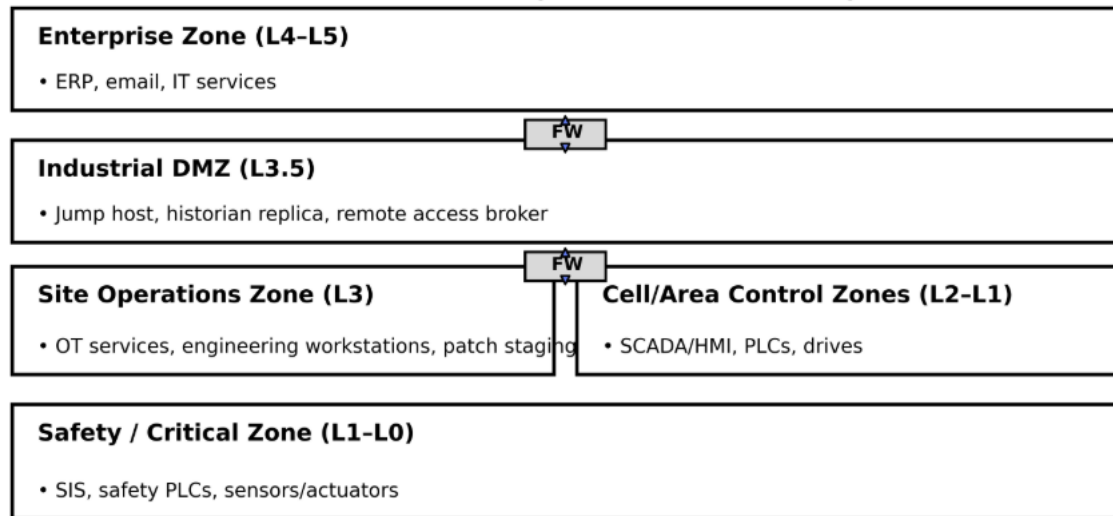 Enterprise Zone (L4–L5)
• ERP, email, IT services
FW
Industrial DMZ (L3.5)
• Jump host, historian replica, remote access broker
FW
Site Operations Zone (L3)
• OT services, engineering workstations, patch staging
Cell/Area Control Zones (L2–L1)
• SCADA/HMI, PLCs, drives
Safety / Critical Zone (L1–L0)
• SIS, safety PLCs, sensors/actuators